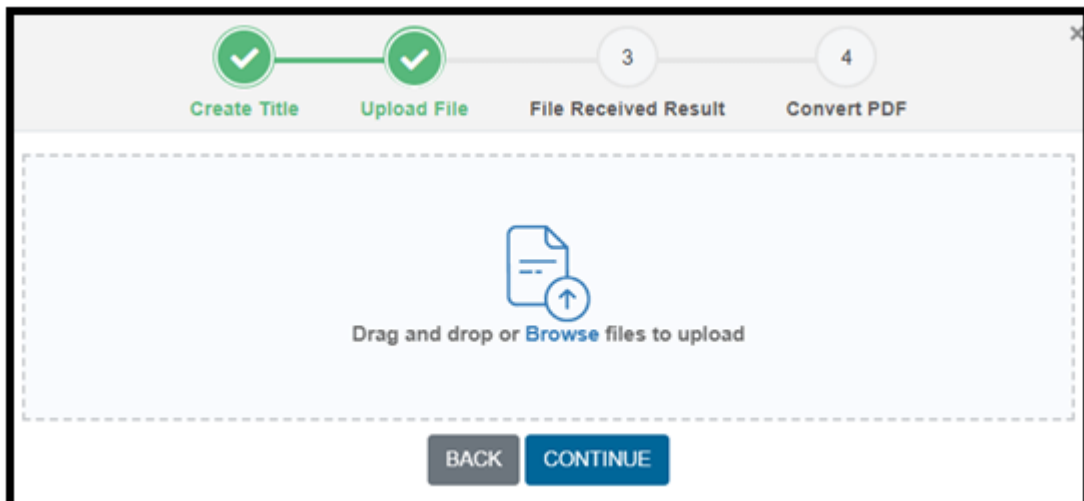 3
4
Create Title
Upload File
File Received Result
Convert PDF
Drag and drop or Browse files to upload
BACK
CONTINUE